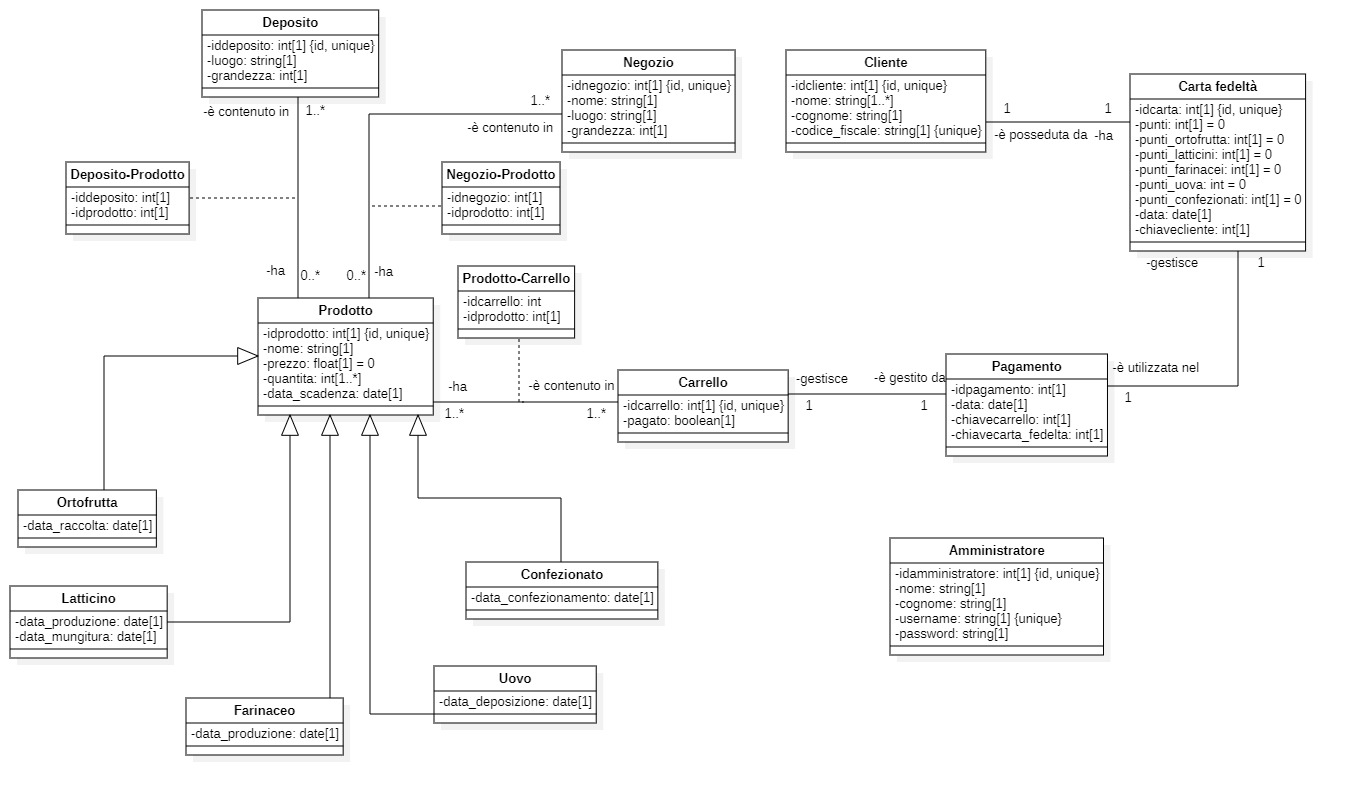 Deposito
-iddeposito: int[1] {id, unique}
-luogo: string[1]
-grandezza: int[1]
-è contenuto in
1..*
Negozio
-idnegozio: int[1] {id, unique}
-nome: string[1]
-luogo: string[1]
-grandezza: int[1]
1..*
-è contenuto in
Cliente
-idcliente: int[1] {id, unique}
-nome: string[1..*]
-cognome: string[1]
-codice_fiscale: string[1] {unique}
1
-è posseduta da
1
-ha
Carta fedeltà
-idcarta: int[1] {id, unique}
-punti: int[1] = 0
-punti_ortofrutta: int[1] = 0
-punti_latticini: int[1] = 0
-punti_farinacei: int[1] = 0
-punti_uova: int = 0
-punti_confezionati: int[1] = 0
-data: date[1]
-chiavecliente: int[1]
-gestisce
1
Deposito-Prodotto
-iddeposito: int[1]
-idprodotto: int[1]
Negozio-Prodotto
-idnegozio: int[1]
-idprodotto: int[1]
-ha
0..*
0..*
-ha
Prodotto-Carrello
-idcarrello: int
-idprodotto: int[1]
Prodotto
-idprodotto: int[1] {id, unique}
-nome: string[1]
-prezzo: float[1] = 0
-quantita: int[1..*]
-data_scadenza: date[1]
-ha
1..*
-è contenuto in
1..*
Carrello
-idcarrello: int[1] {id, unique}
-pagato: boolean[1]
-gestisce
1
-è gestito da
1
Pagamento
-idpagamento: int[1]
-data: date[1]
-chiavecarrello: int[1]
-chiavecarta_fedelta: int[1]
-è utilizzata nel
1
Ortofrutta
-data_raccolta: date[1]
Latticino
-data_produzione: date[1]
-data_mungitura: date[1]
Confezionato
-data_confezionamento: date[1]
Amministratore
-idamministratore: int[1] {id, unique}
-nome: string[1]
-cognome: string[1]
-username: string[1] {unique}
-password: string[1]
Uovo
-data_deposizione: date[1]
Farinaceo
-data_produzione: date[1]